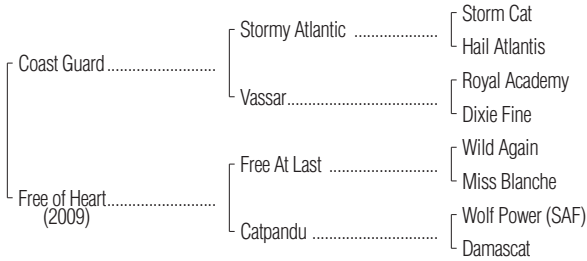 Storm Cat
Stormy Atlantic ....................
Hail Atlantis
Coast Guard..........................
Royal Academy
Vassar....................................
Dixie Fine
Wild Again
Free At Last ..........................
Miss Blanche
Free of Heart..........................
(2009)
Wolf Power (SAF)
Catpandu ..............................
Damascat